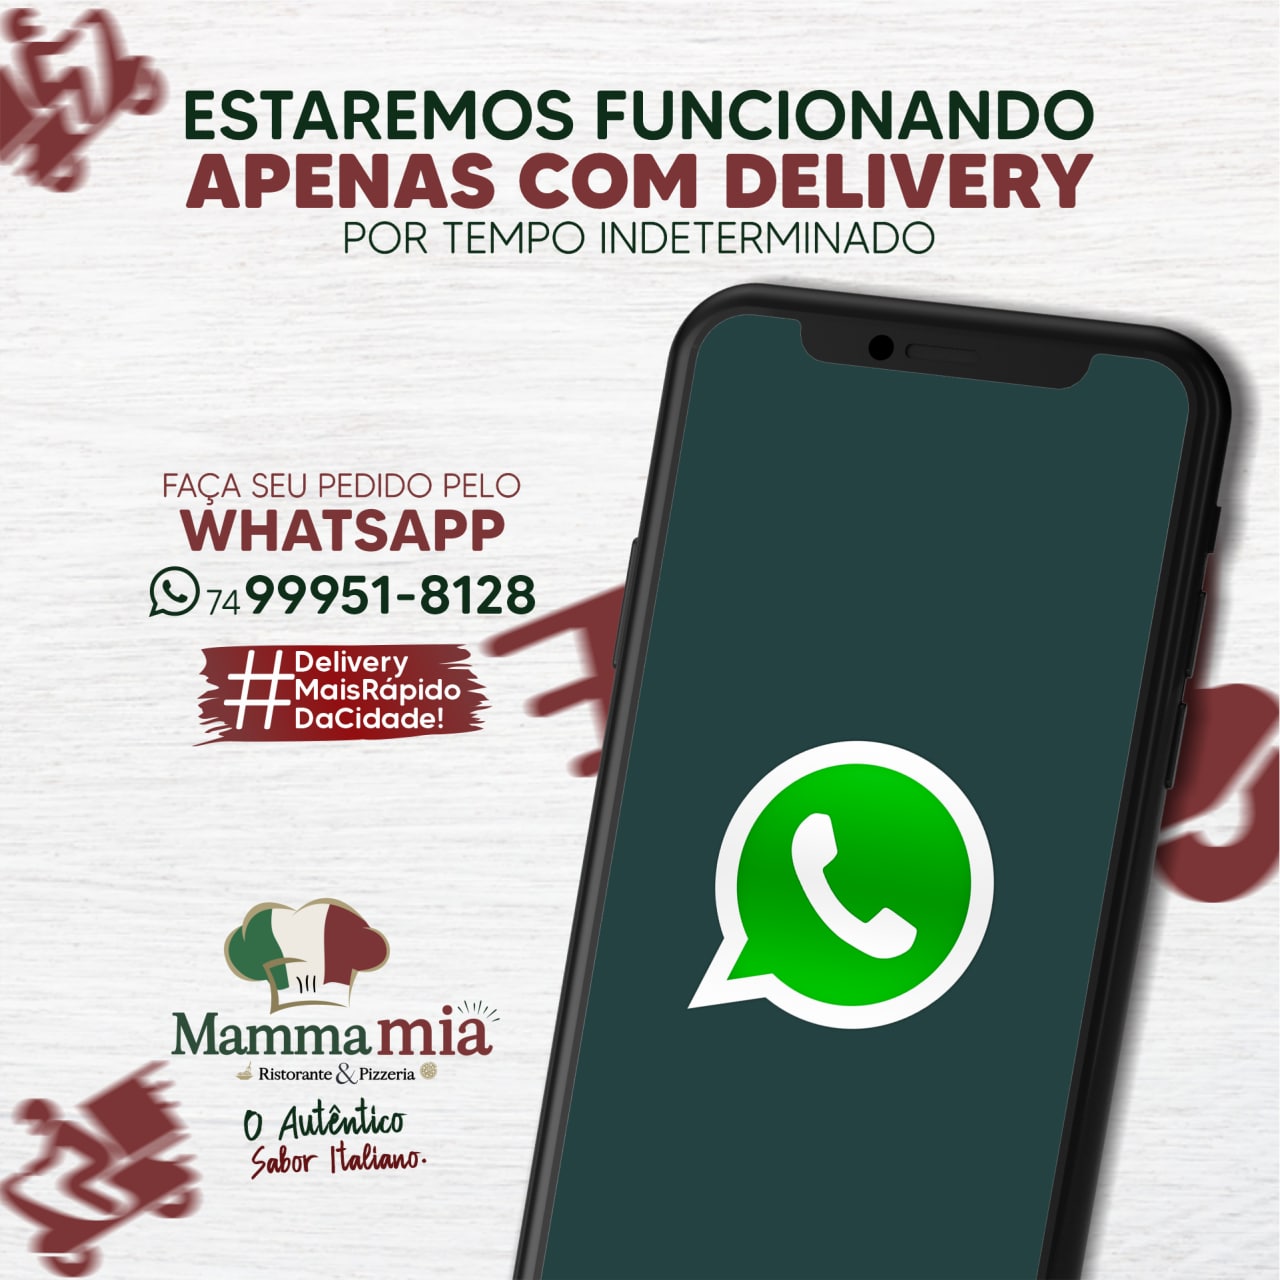 ESTAREMOS FUNCIONANDO
APENAS COM DELIVERY
POR TEMPO INDETERMINADO
FAÇA SEU PEDIDO PELO
WHATSAPP
74 99951-8128
#Delivery
MaisRápido
DaCidade!
Mamma mia
Ristorante & Pizzeria
O Autêntico
Sabor Italiano.